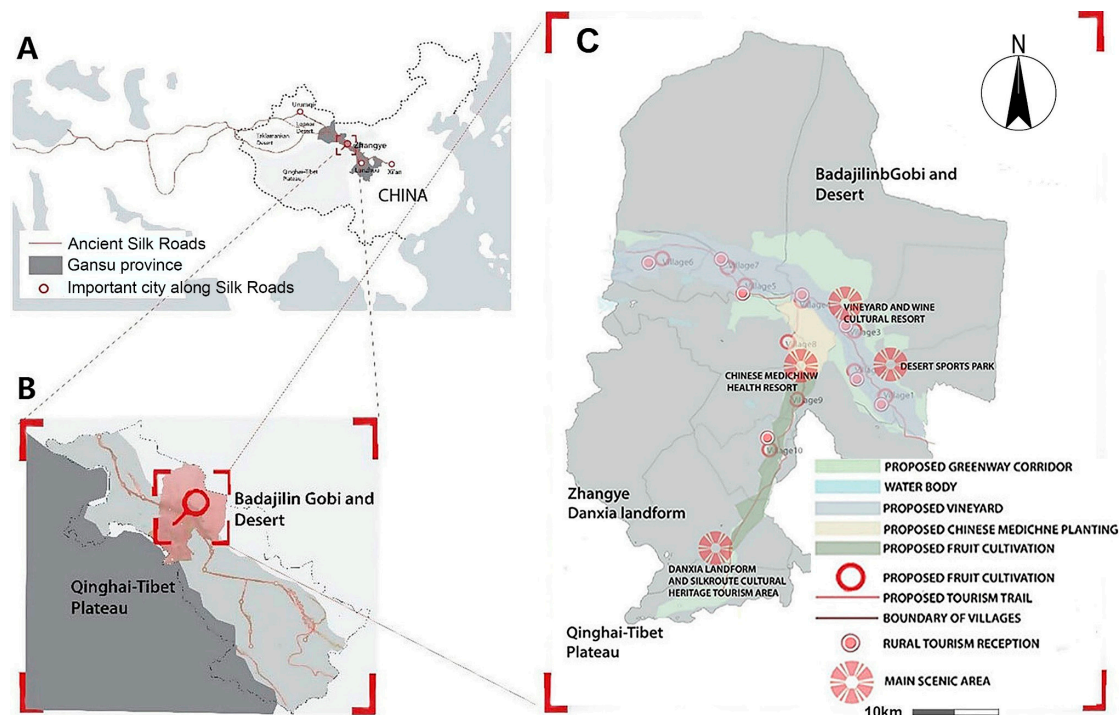 A
Urumqi
Taklamankan
Desert
Desert
Zhangye
Qinghai-Tibet
Plateau
Lanzhou
Xi'an
CHINA
Ancient Silk Roads
Gansu province
Important city along Silk Roads
B
Badajilin Gobi and
Desert
Qinghai-Tibet
Plateau
C
N
BadajilinbGobi and
Desert
Village6
Village7
Village5
VINEYARD AND WINE
CULTURAL RESORT
Village3
Village8
DESERT SPORTS PARK
CHINESE MEDICHINW
HEALTH RESORT
Village1
Village9
Village10
Zhangye
Danxia landform
DANXIA LANDFORM
AND SILKROUTE CULTURAL
HERITAGE TOURISM AREA
Qinghai-Tibet
Plateau
PROPOSED GREENWAY CORRIDOR
WATER BODY
PROPOSED VINEYARD
PROPOSED CHINESE MEDICHNE PLANTING
PROPOSED FRUIT CULTIVATION
PROPOSED FRUIT CULTIVATION
PROPOSED TOURISM TRAIL
BOUNDARY OF VILLAGES
RURAL TOURISM RECEPTION
MAIN SCENIC AREA
10km